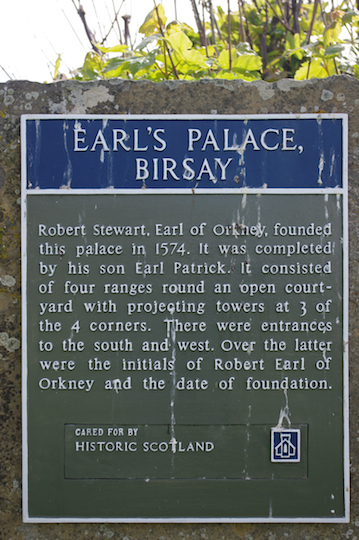 EARL'S PALACE,
BIRSAY
Robert Stewart, Earl of Orkney, founded
this palace in 1574. It was completed
by his son Earl Patrick. It consisted
of four ranges round an open court-
yard with projecting towers at 3 of
the 4 corners. There were entrances
to the south and west. Over the latter
were the initials of Robert Earl of
Orkney and the date of foundation.
CARED FOR BY
HISTORIC SCOTLAND